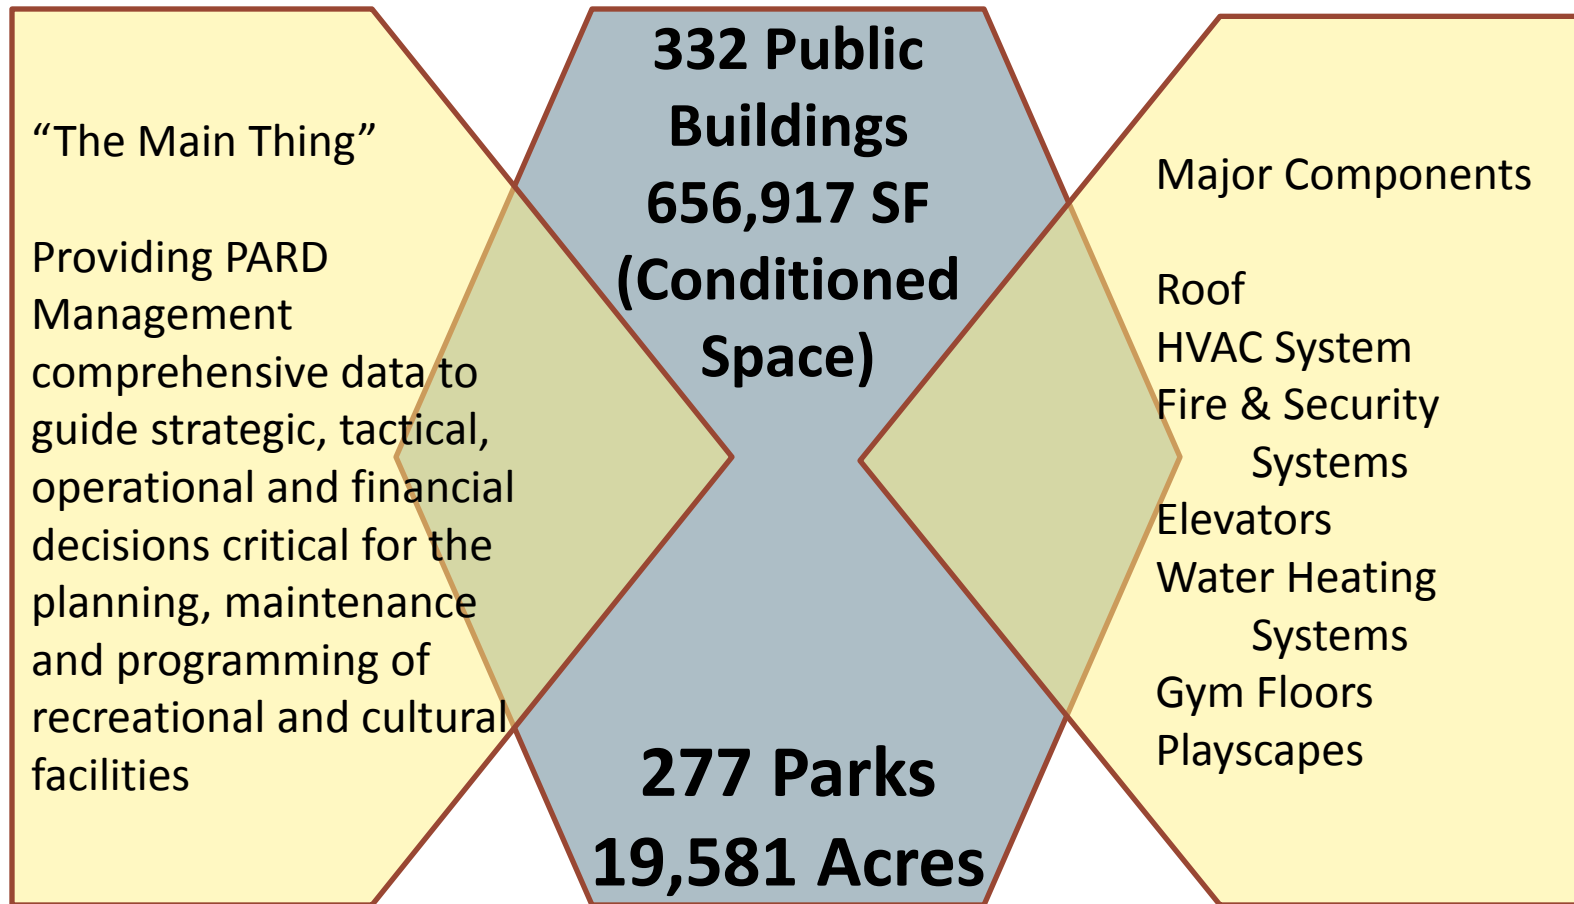 “The Main Thing”
Providing PARD
Management
comprehensive data to
guide strategic, tactical,
operational and financial
decisions critical for the
planning, maintenance
and programming of
recreational and cultural
facilities
332 Public
Buildings
656,917 SF
(Conditioned
Space)
277 Parks
19,581 Acres
Major Components
Roof
HVAC System
Fire & Security
Systems
Elevators
Water Heating
Systems
Gym Floors
Playscapes